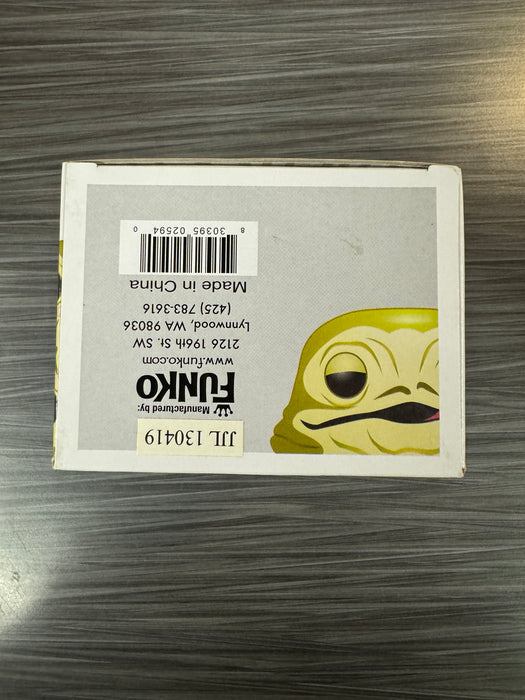 JJL 130419
Manufactured by:
FUNKO
www.funko.com
2126 196th St. SW
Lynnwood, WA 98036
(425) 783-3616
Made in China
8 30395 02594 0